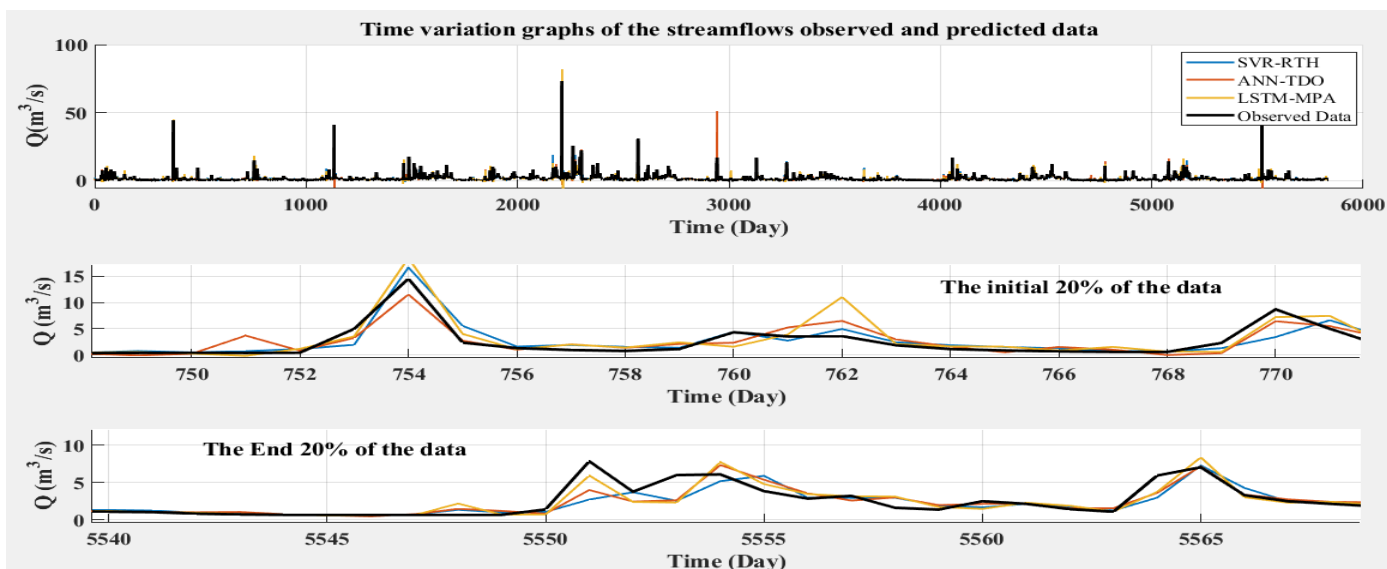 Time variation graphs of the streamflows observed and predicted data
100
50
0
Q(m³/s)
SVR-RTH
ANN-TDO
LSTM-MPA
Observed Data
0 1000 2000 3000 4000 5000 6000
Time (Day)
15
10
5
0
Q (m³/s)
The initial 20% of the data
750 752 754 756 758 760 762 764 766 768 770
Time (Day)
10
5
0
Q (m³/s)
The End 20% of the data
5540 5545 5550 5555 5560 5565
Time (Day)